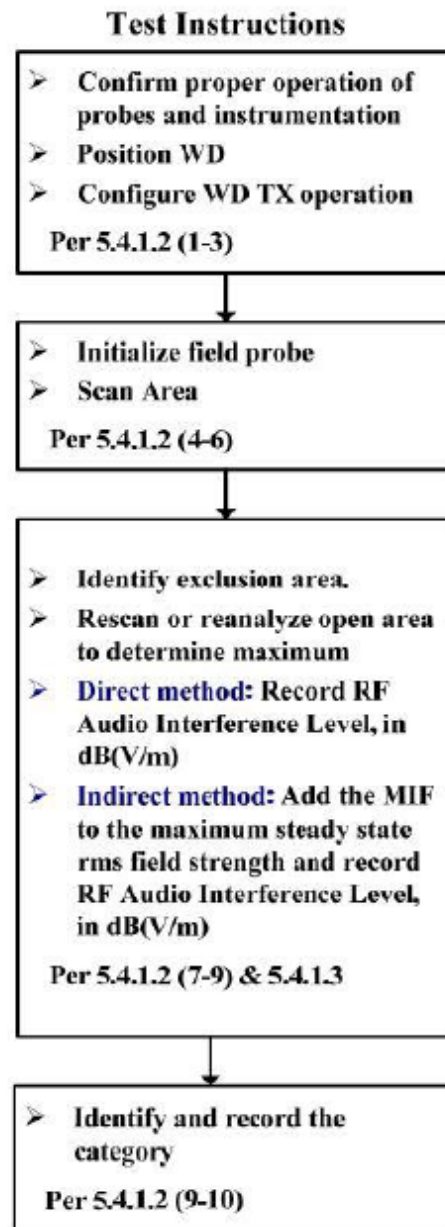 Test Instructions
➢ Confirm proper operation of
probes and instrumentation
➢ Position WD
➢ Configure WD TX operation
Per 5.4.1.2 (1-3)
➢ Initialize field probe
➢ Scan Area
Per 5.4.1.2 (4-6)
➢ Identify exclusion area.
➢ Rescan or reanalyze open area
to determine maximum
➢ Direct method: Record RF
Audio Interference Level, in
dB(V/m)
➢ Indirect method: Add the MIF
to the maximum steady state
rms field strength and record
RF Audio Interference Level,
in dB(V/m)
Per 5.4.1.2 (7-9) & 5.4.1.3
➢ Identify and record the
category
Per 5.4.1.2 (9-10)